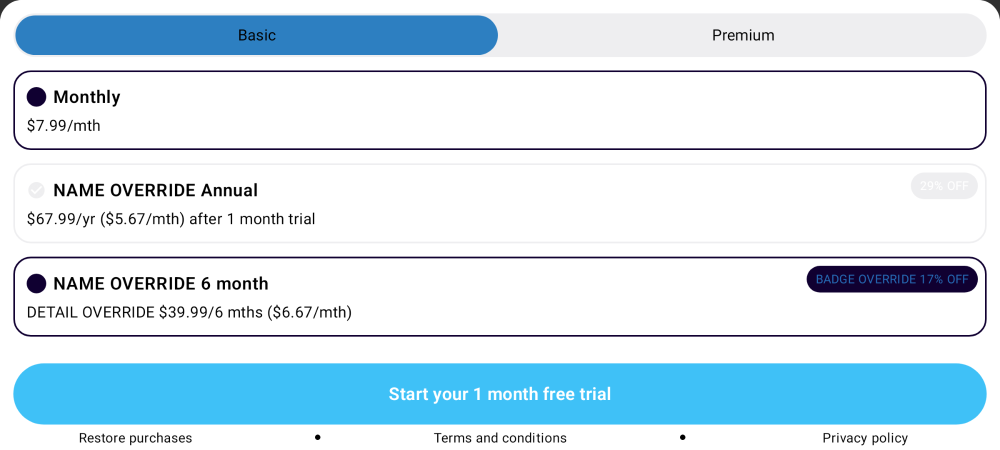 Basic
Premium
Monthly
$7.99/mth
NAME OVERRIDE Annual
29% OFF
$67.99/yr ($5.67/mth) after 1 month trial
NAME OVERRIDE 6 month
BADGE OVERRIDE 17% OFF
DETAIL OVERRIDE $39.99/6 mths ($6.67/mth)
Start your 1 month free trial
Restore purchases • Terms and conditions • Privacy policy